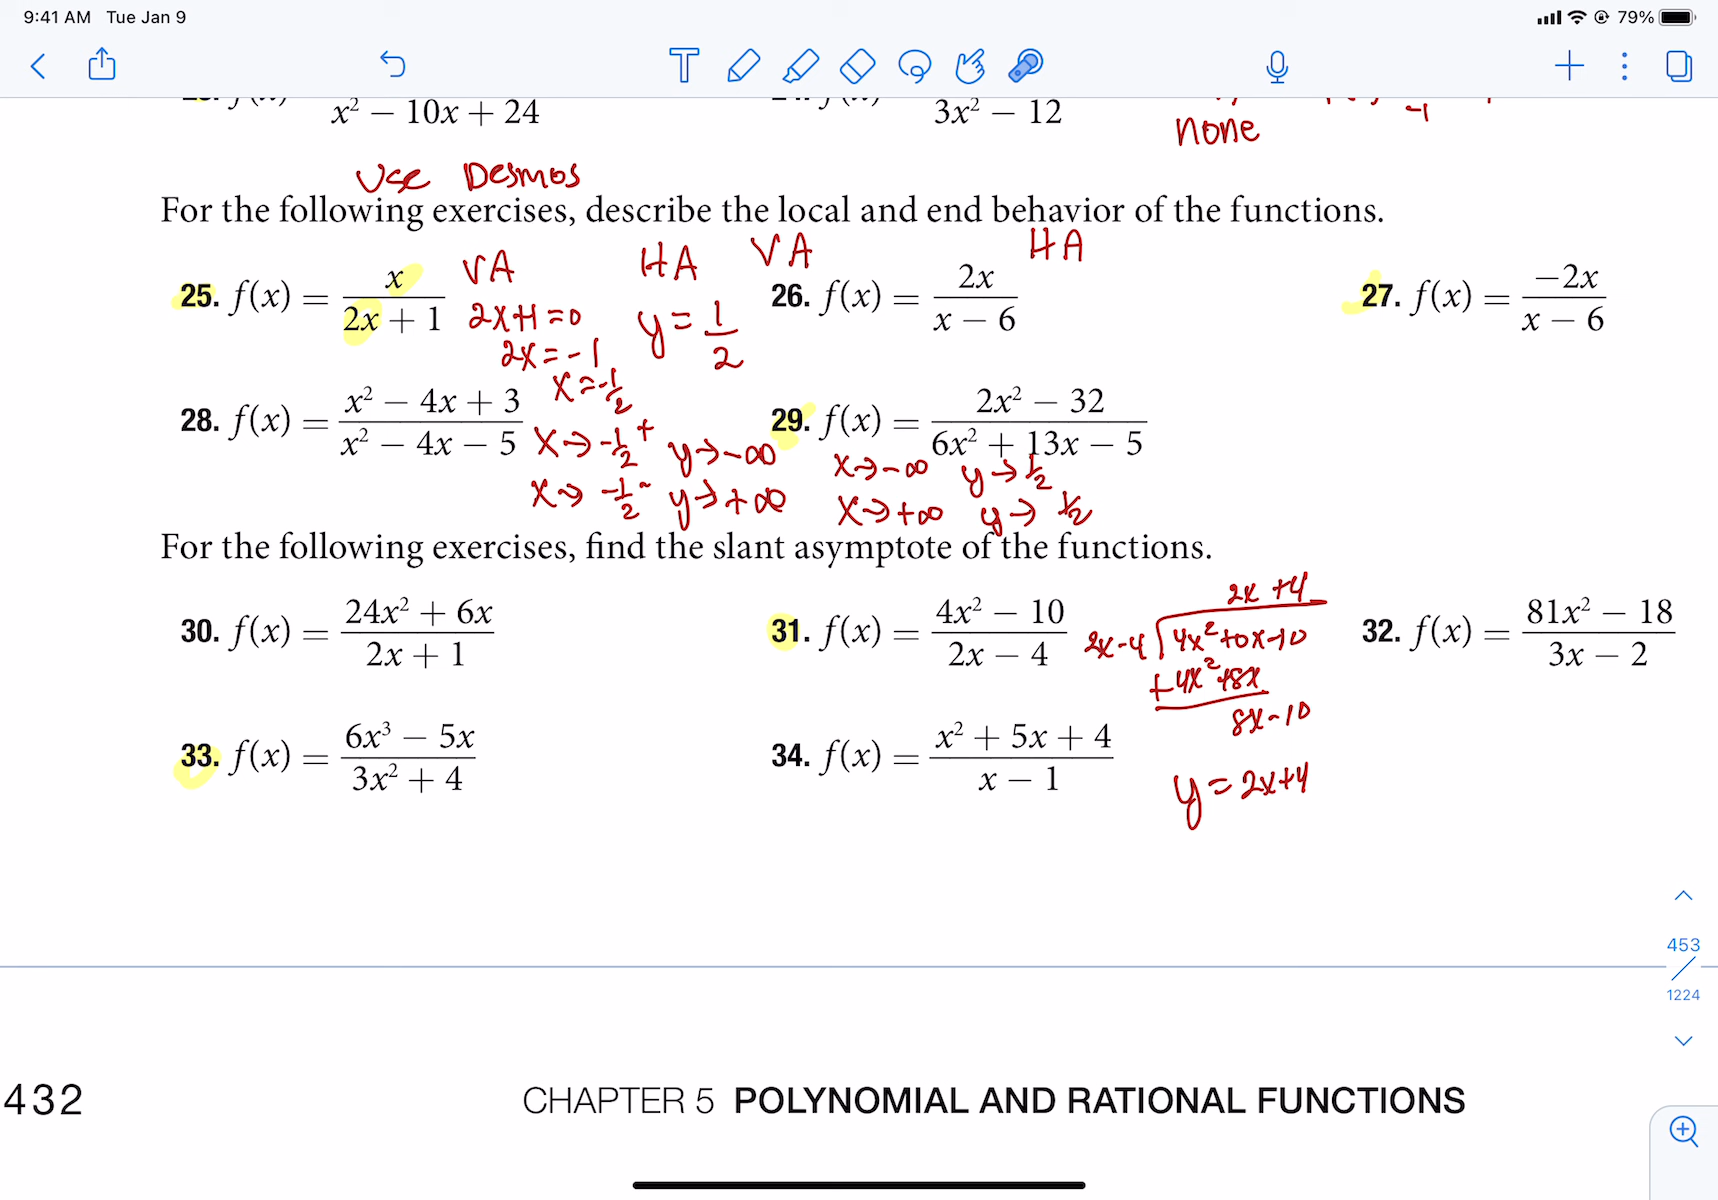 9:41 AM Tue Jan 9 79%
x² − 10x + 24
3x² − 12
-1
none
Use Desmos
For the following exercises, describe the local and end behavior of the functions.
VA HA VA HA
25. f(x) = x / (2x + 1)
2x+1=0
2x=-1
x=-1/2
y=1/2
26. f(x) = 2x / (x − 6)
27. f(x) = −2x / (x − 6)
28. f(x) = (x² − 4x + 3) / (x² − 4x − 5)
x→-1/2⁺ y→-∞
x→-1/2⁻ y→+∞
29. f(x) = (2x² − 32) / (6x² + 13x − 5)
x→-∞ y→1/2
x→+∞ y→1/2
For the following exercises, find the slant asymptote of the functions.
30. f(x) = (24x² + 6x) / (2x + 1)
31. f(x) = (4x² − 10) / (2x − 4)
2x+4
2x-4 4x²+0x-10
+4x²+8x
8x-10
y=2x+4
32. f(x) = (81x² − 18) / (3x − 2)
33. f(x) = (6x³ − 5x) / (3x² + 4)
34. f(x) = (x² + 5x + 4) / (x − 1)
453
1224
432 CHAPTER 5 POLYNOMIAL AND RATIONAL FUNCTIONS